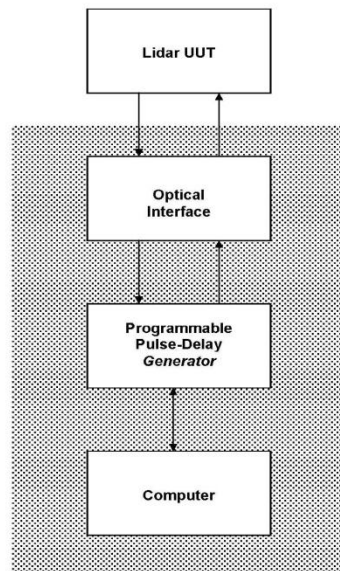 Lidar UUT
Optical
Interface
Programmable
Pulse-Delay
Generator
Computer